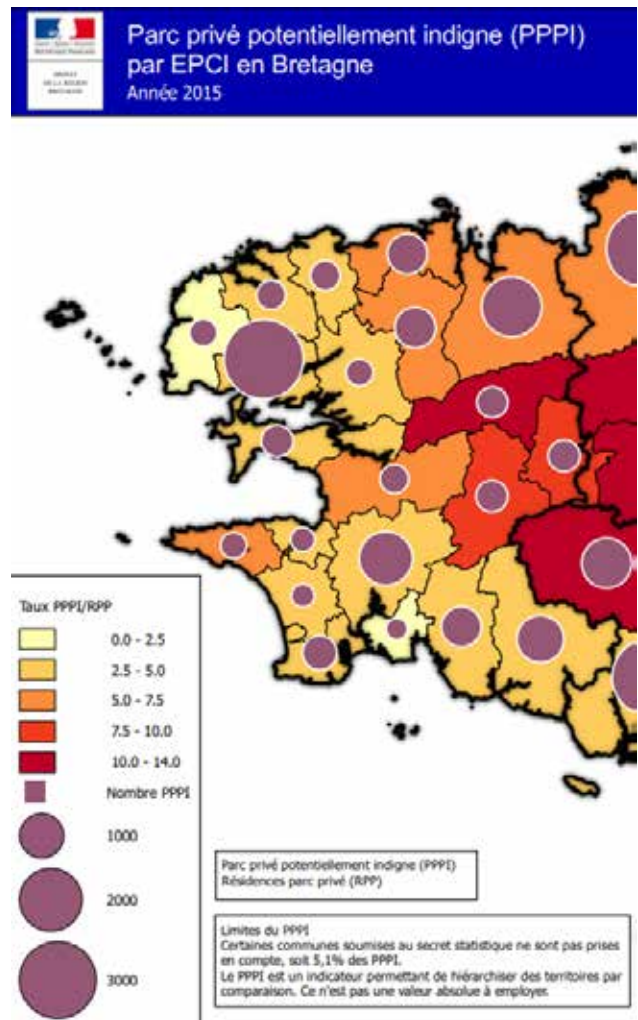 Parc privé potentiellement indigne (PPPI)
par EPCI en Bretagne
Année 2015
Taux PPPI/RPP
0.0 - 2.5
2.5 - 5.0
5.0 - 7.5
7.5 - 10.0
10.0 - 14.0
Nombre PPPI
1000
2000
3000
Parc privé potentiellement indigne (PPPI)
Résidences parc privé (RPP)
Limites du PPPI
Certaines communes soumises au secret statistique ne sont pas prises
en compte, soit 5,1% des PPPI.
Le PPPI est un indicateur permettant de hiérarchiser des territoires par
comparaison. Ce n'est pas une valeur absolue à employer.